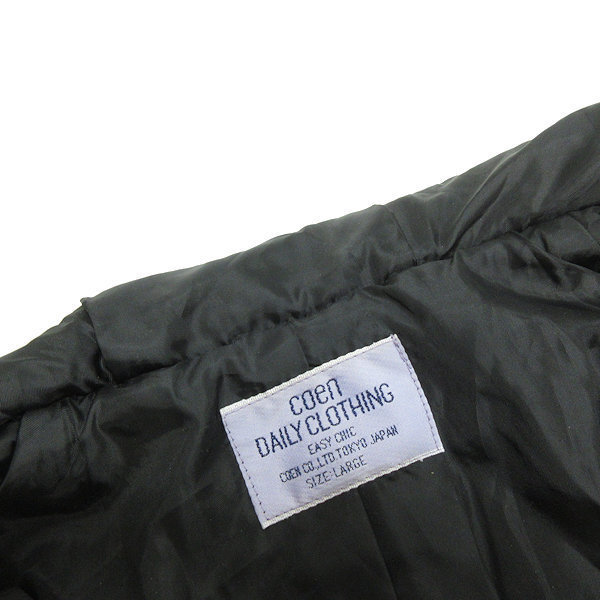 coen
DAILY CLOTHING
EASY CHIC
COEN CO.,LTD. TOKYO JAPAN
SIZE-LARGE